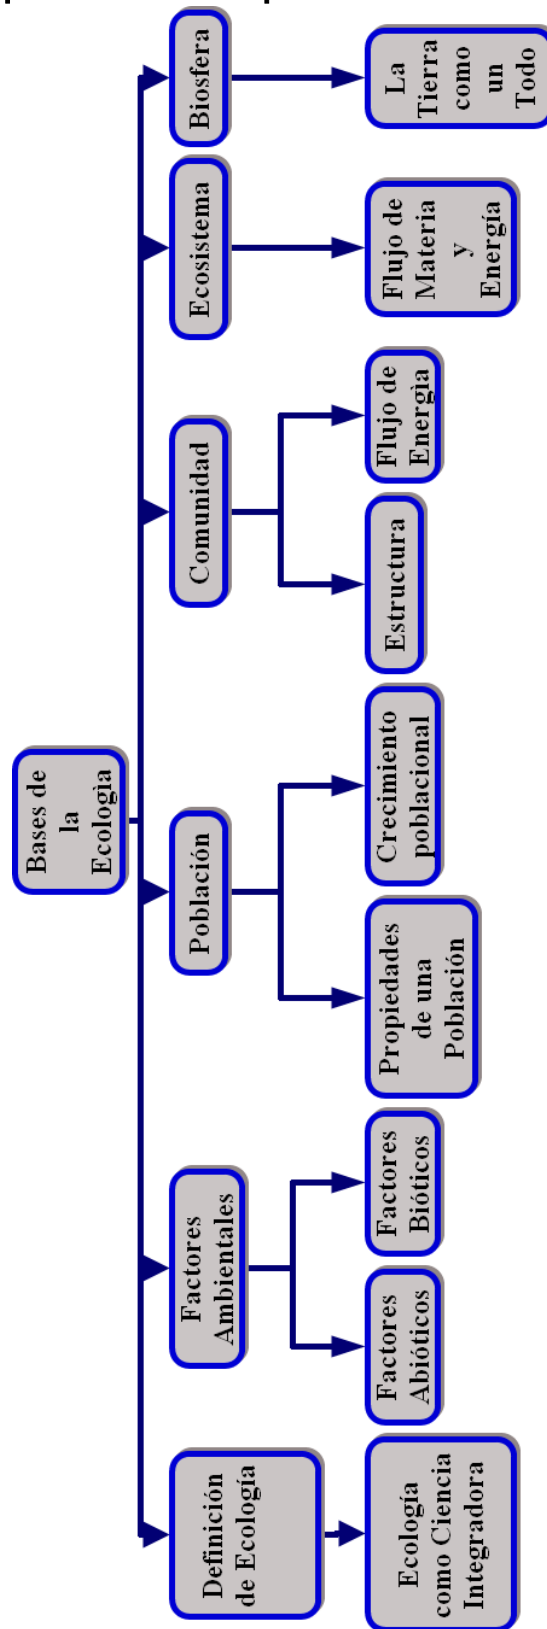 Bases de
la
Ecologìa
Definición
de Ecología
Factores
Ambientales
Población
Comunidad
Ecosistema
Biosfera
Ecología
como Ciencia
Integradora
Factores
Abióticos
Factores
Bióticos
Propiedades
de una
Población
Crecimiento
poblacional
Estructura
Flujo de
Energìa
Flujo de
Materia
y
Energía
La
Tierra
como
un
Todo